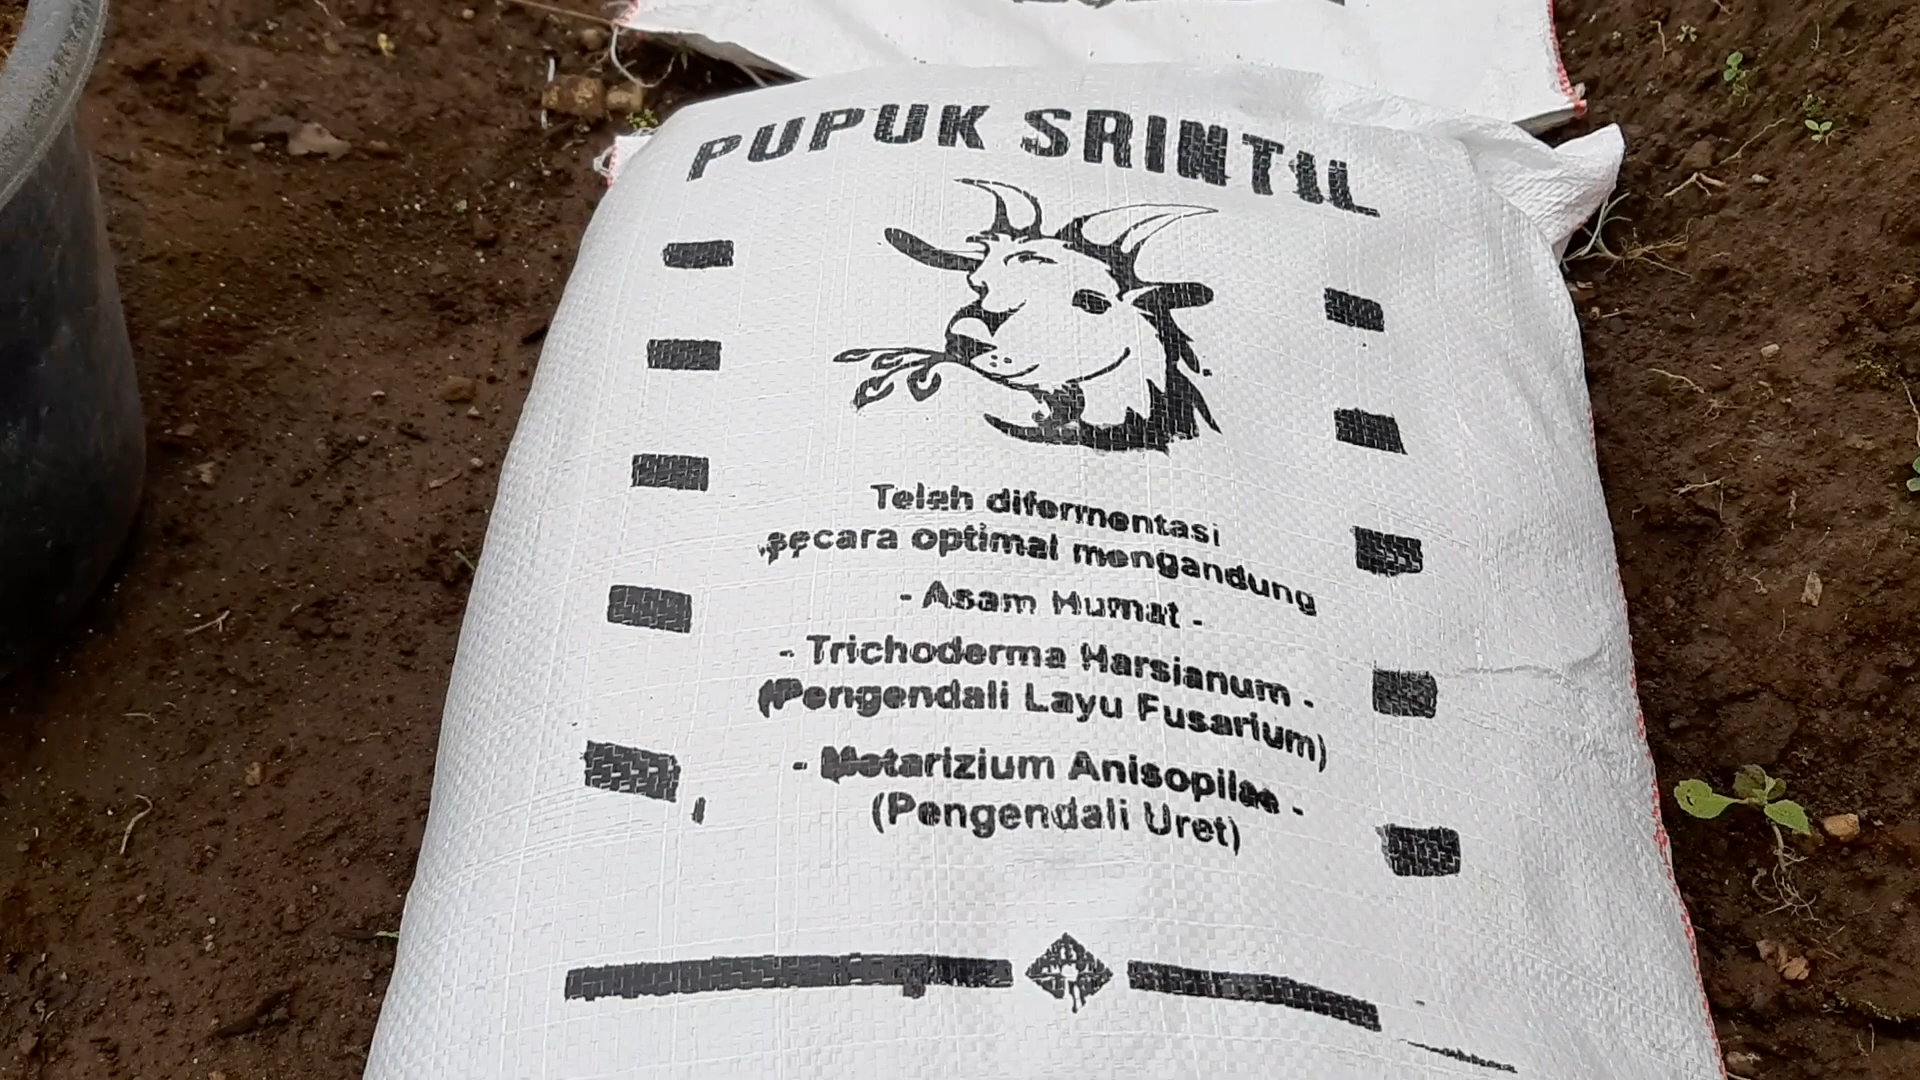 PUPUK SRINTIL
Telah difermentasi
secara optimal mengandung
- Asam Humat -
- Trichoderma Harsianum -
(Pengendali Layu Fusarium)
- Metarizium Anisopilae -
(Pengendali Uret)